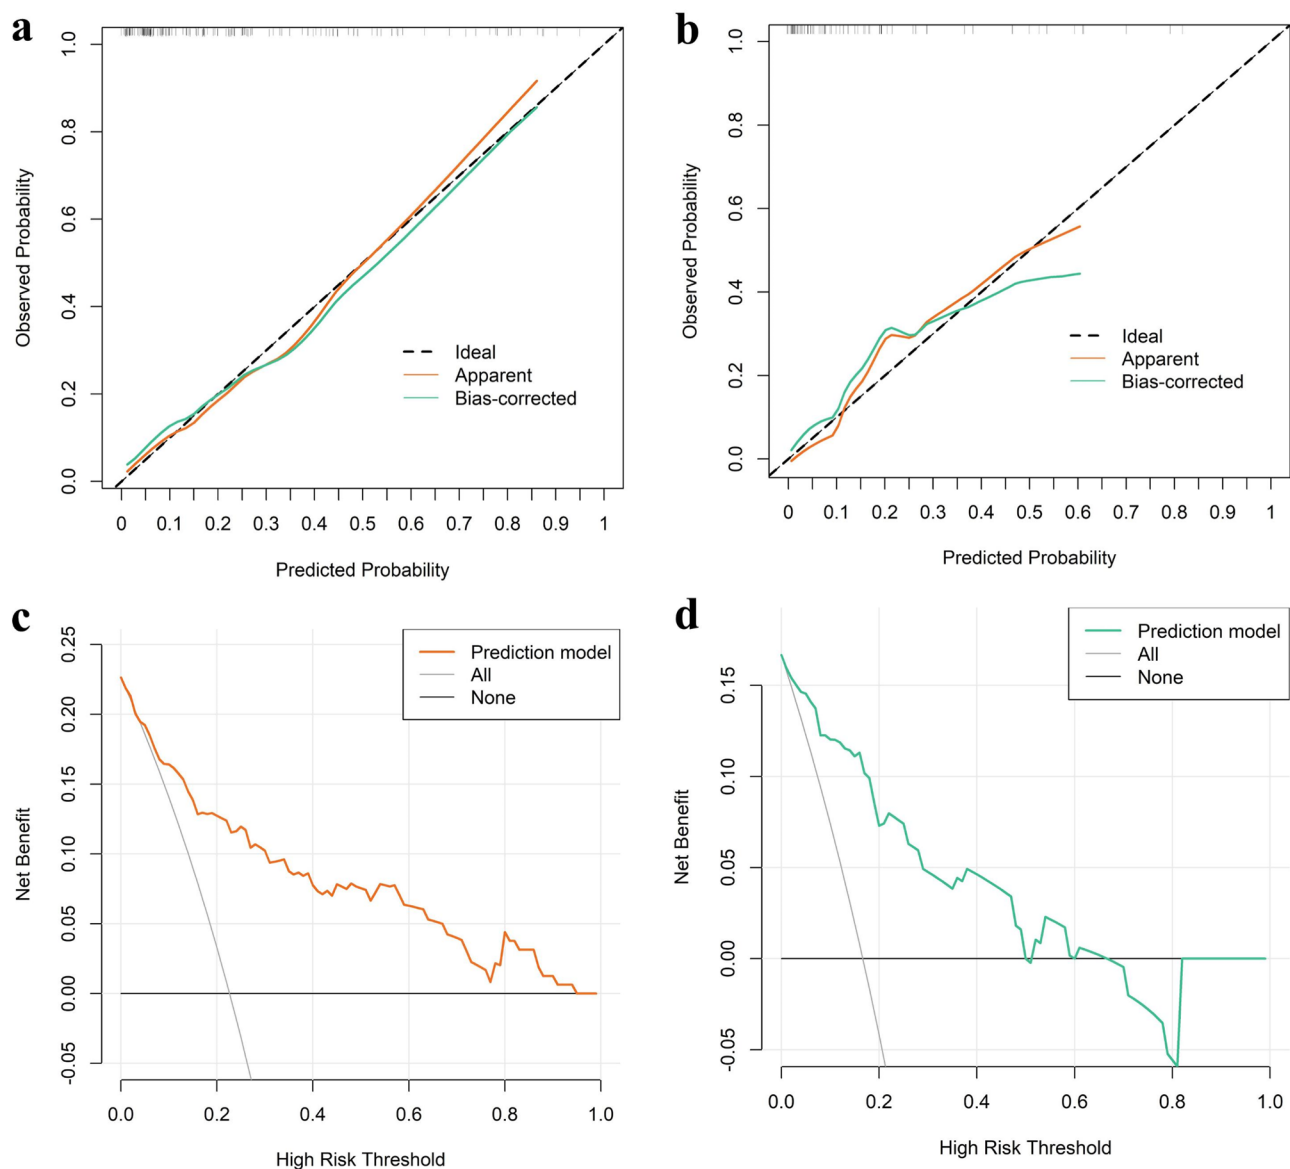 a
1.0
0.8
0.6
0.4
0.2
0.0
Observed Probability
Ideal
Apparent
Bias-corrected
0 0.1 0.2 0.3 0.4 0.5 0.6 0.7 0.8 0.9 1
Predicted Probability
b
1.0
0.8
0.6
0.4
0.2
0.0
Observed Probability
Ideal
Apparent
Bias-corrected
0 0.1 0.2 0.3 0.4 0.5 0.6 0.7 0.8 0.9 1
Predicted Probability
c
0.25
0.20
0.15
0.10
0.05
0.00
-0.05
Net Benefit
Prediction model
All
None
0.0 0.2 0.4 0.6 0.8 1.0
High Risk Threshold
d
0.15
0.10
0.05
0.00
-0.05
Net Benefit
Prediction model
All
None
0.0 0.2 0.4 0.6 0.8 1.0
High Risk Threshold